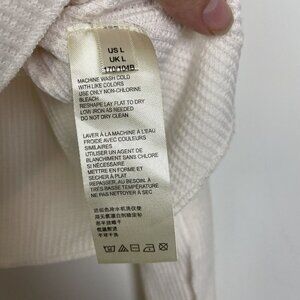 US L
UK L
170/104B
MACHINE WASH COLD
WITH LIKE COLORS
USE ONLY NON-CHLORINE
BLEACH
RESHAPE LAY FLAT TO DRY
LOW IRON AS NEEDED
DO NOT DRY CLEAN
LAVER À LA MACHINE À L'EAU
FROIDE AVEC COULEURS
SIMILAIRES
UTILISER UN AGENT DE
BLANCHIMENT SANS CHLORE
SI NÉCESSAIRE
METTRE EN FORME ET
SÉCHER À PLAT
REPASSER, AU BESOIN, À
TRÈS BASSE TEMPÉRATURE
NE PAS NETTOYER À SEC